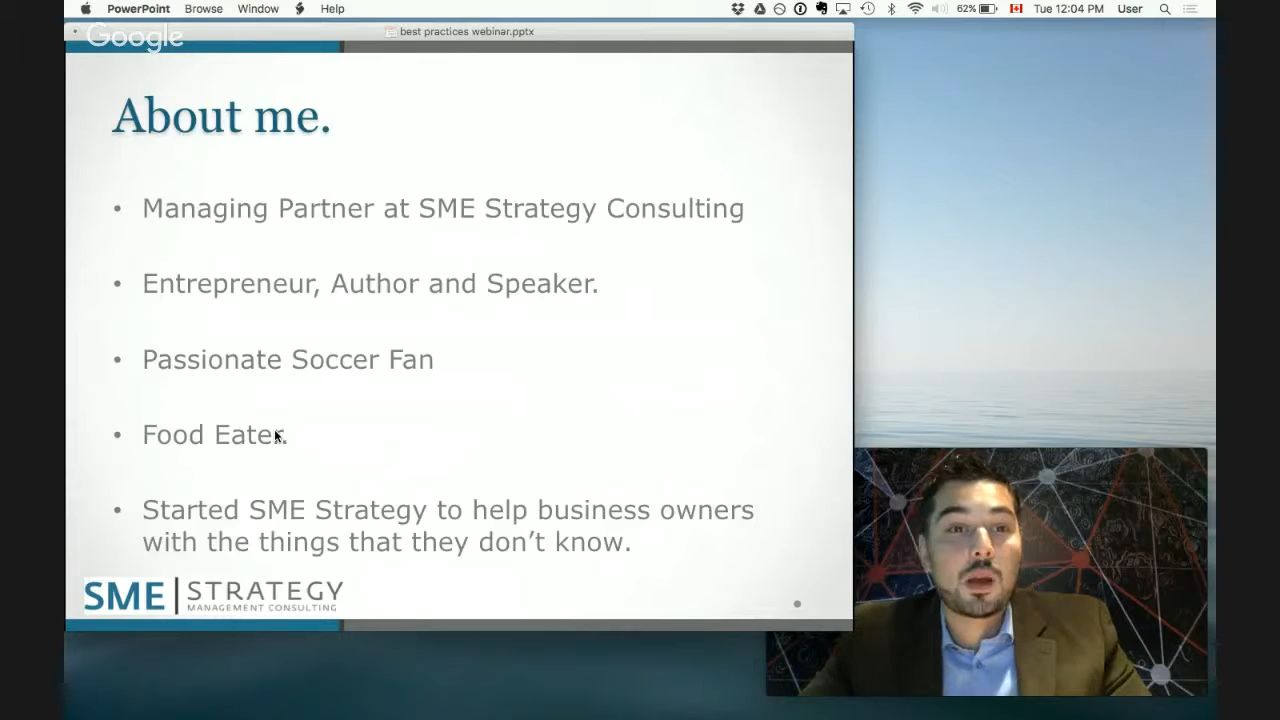 PowerPoint Browse Window Help 62% Tue 12:04 PM User
Google
best practices webinar.pptx
About me.
• Managing Partner at SME Strategy Consulting
• Entrepreneur, Author and Speaker.
• Passionate Soccer Fan
• Food Eater.
• Started SME Strategy to help business owners
with the things that they don’t know.
SME STRATEGY
MANAGEMENT CONSULTING